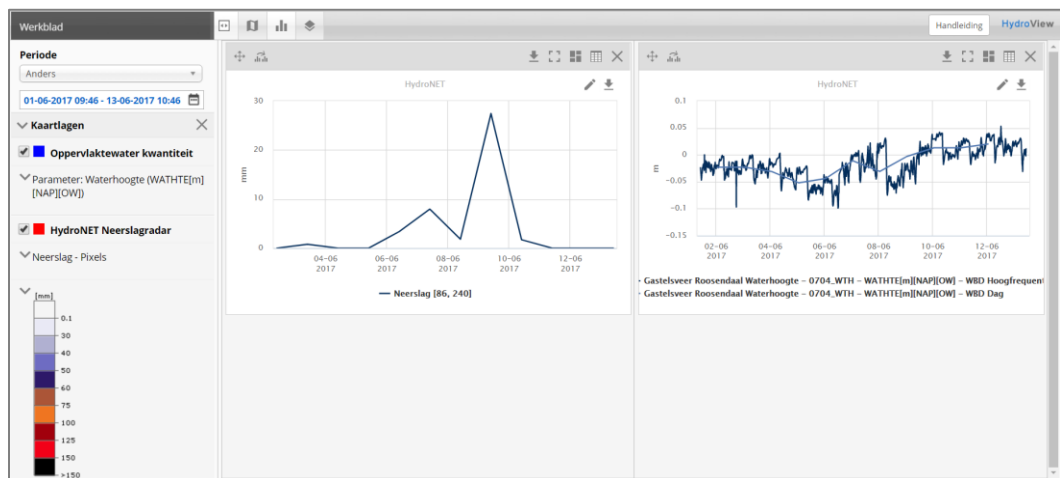 Werkblad
Handleiding
HydroView
Periode
Anders
01-06-2017 09:46 - 13-06-2017 10:46
Kaartlagen
Oppervlaktewater kwantiteit
Parameter: Waterhoogte (WATHTE[m]
[NAP][OW])
HydroNET Neerslagradar
Neerslag - Pixels
[mm]
0.1
30
40
50
60
75
100
125
150
>150
HydroNET
30
20
10
0
mm
04-06
2017
06-06
2017
08-06
2017
10-06
2017
12-06
2017
Neerslag [86, 240]
HydroNET
0.1
0.05
0
-0.05
-0.1
-0.15
m
02-06
2017
04-06
2017
06-06
2017
08-06
2017
10-06
2017
12-06
2017
Gastelsveer Roosendaal Waterhoogte - 0704_WTH - WATHTE[m][NAP][OW] - WBD Hoogfrequent
Gastelsveer Roosendaal Waterhoogte - 0704_WTH - WATHTE[m][NAP][OW] - WBD Dag